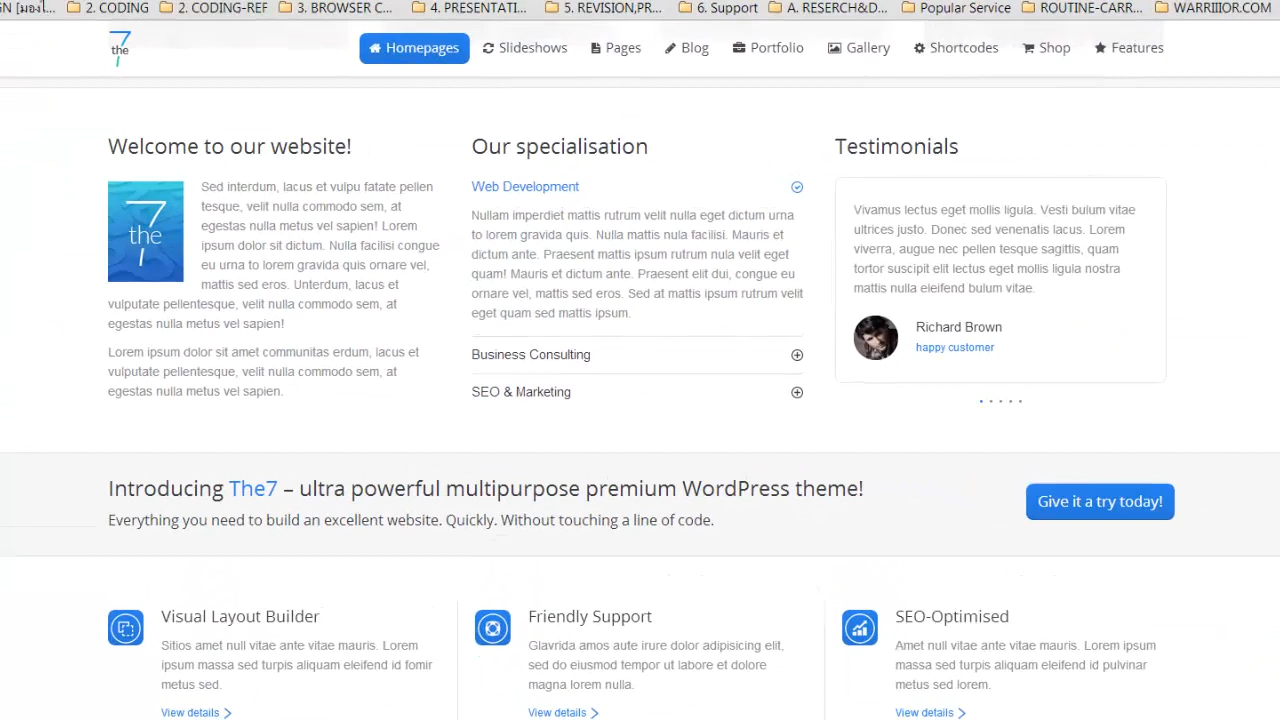 GN [มองใ... 2. CODING 2. CODING-REF 3. BROWSER C... 4. PRESENTATI... 5. REVISION,PR... 6. Support A. RESERCH&D... Popular Service ROUTINE-CARR... WARRIIIOR.COM
7
the
Homepages Slideshows Pages Blog Portfolio Gallery Shortcodes Shop Features
Welcome to our website!
7
the
Sed interdum, lacus et vulpu fatate pellen
tesque, velit nulla commodo sem, at
egestas nulla metus vel sapien! Lorem
ipsum dolor sit dictum. Nulla facilisi congue
eu urna to lorem gravida quis ornare vel,
mattis sed eros. Unterdum, lacus et
vulputate pellentesque, velit nulla commodo sem, at
egestas nulla metus vel sapien!
Lorem ipsum dolor sit amet communitas erdum, lacus et
vulputate pellentesque, velit nulla commodo sem, at
egestas nulla metus vel sapien.
Our specialisation
Web Development
Nullam imperdiet mattis rutrum velit nulla eget dictum urna
to lorem gravida quis. Nulla mattis nula facilisi. Mauris et
dictum ante. Praesent mattis ipsum rutrum nula velit eget
quam! Mauris et dictum ante. Praesent elit dui, congue eu
ornare vel, mattis sed eros. Sed at mattis ipsum rutrum velit
eget quam sed mattis ipsum.
Business Consulting
SEO & Marketing
Testimonials
Vivamus lectus eget mollis ligula. Vesti bulum vitae
ultrices justo. Donec sed venenatis lacus. Lorem
viverra, augue nec pellen tesque sagittis, quam
tortor suscipit elit lectus eget mollis ligula nostra
mattis nulla eleifend bulum vitae.
Richard Brown
happy customer
Introducing The7 – ultra powerful multipurpose premium WordPress theme!
Everything you need to build an excellent website. Quickly. Without touching a line of code.
Give it a try today!
Visual Layout Builder
Sitios amet null vitae ante vitae mauris. Lorem
ipsum massa sed turpis aliquam eleifend id fomir
metus sed.
View details
Friendly Support
Glavrida amos aute irure dolor adipisicing elit,
sed do eiusmod tempor ut labore et dolore
magna lorem nulla.
View details
SEO-Optimised
Amet null vitae ante vitae mauris. Lorem ipsum
massa sed turpis aliquam eleifend id pulvinar
metus sed lorem.
View details